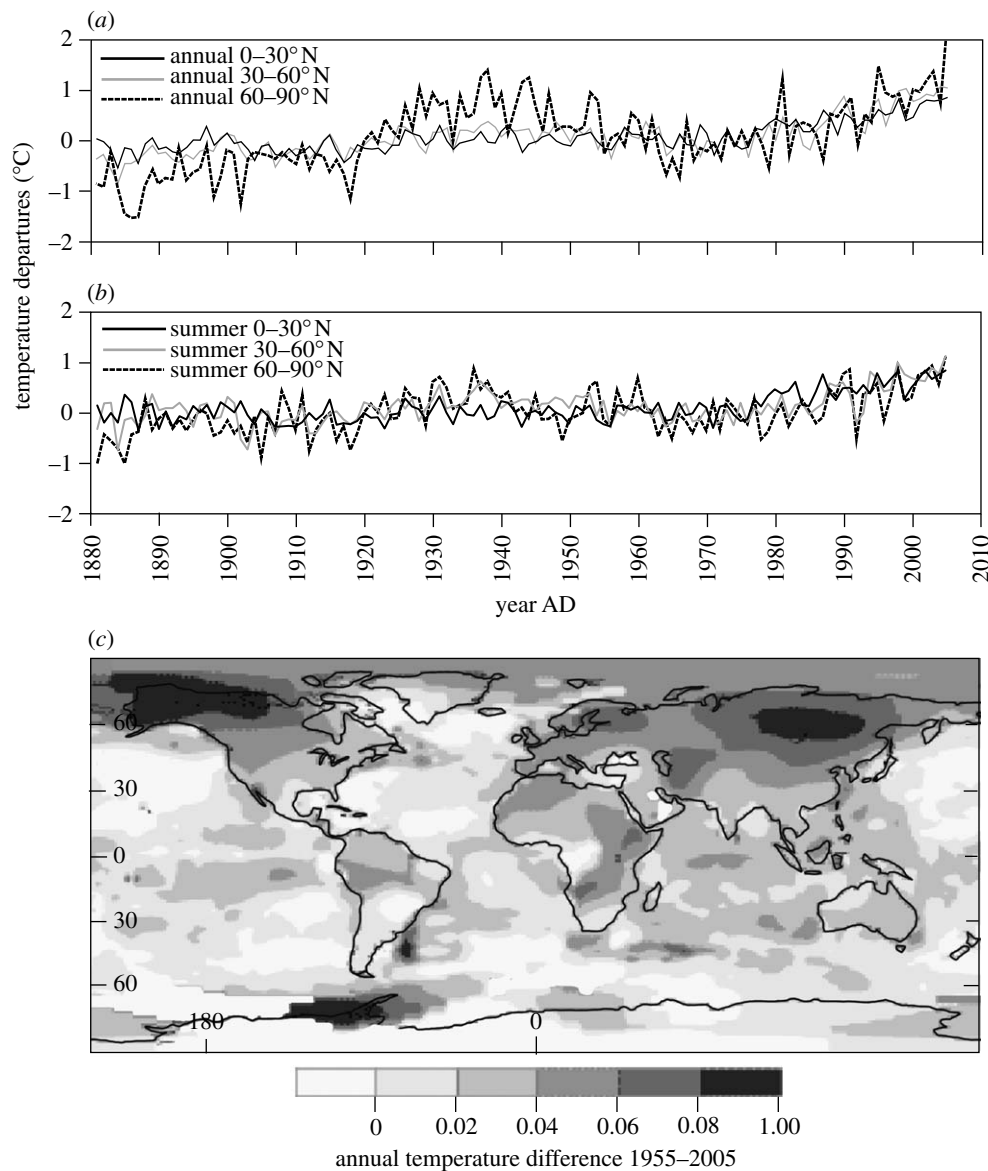 (a)
2
1
0
−1
−2
annual 0–30° N
annual 30–60° N
annual 60–90° N
temperature departures (°C)
(b)
2
1
0
−1
−2
summer 0–30° N
summer 30–60° N
summer 60–90° N
1880 1890 1900 1910 1920 1930 1940 1950 1960 1970 1980 1990 2000 2010
year AD
(c)
60
30
0
30
60
180 0
0 0.02 0.04 0.06 0.08 1.00
annual temperature difference 1955–2005